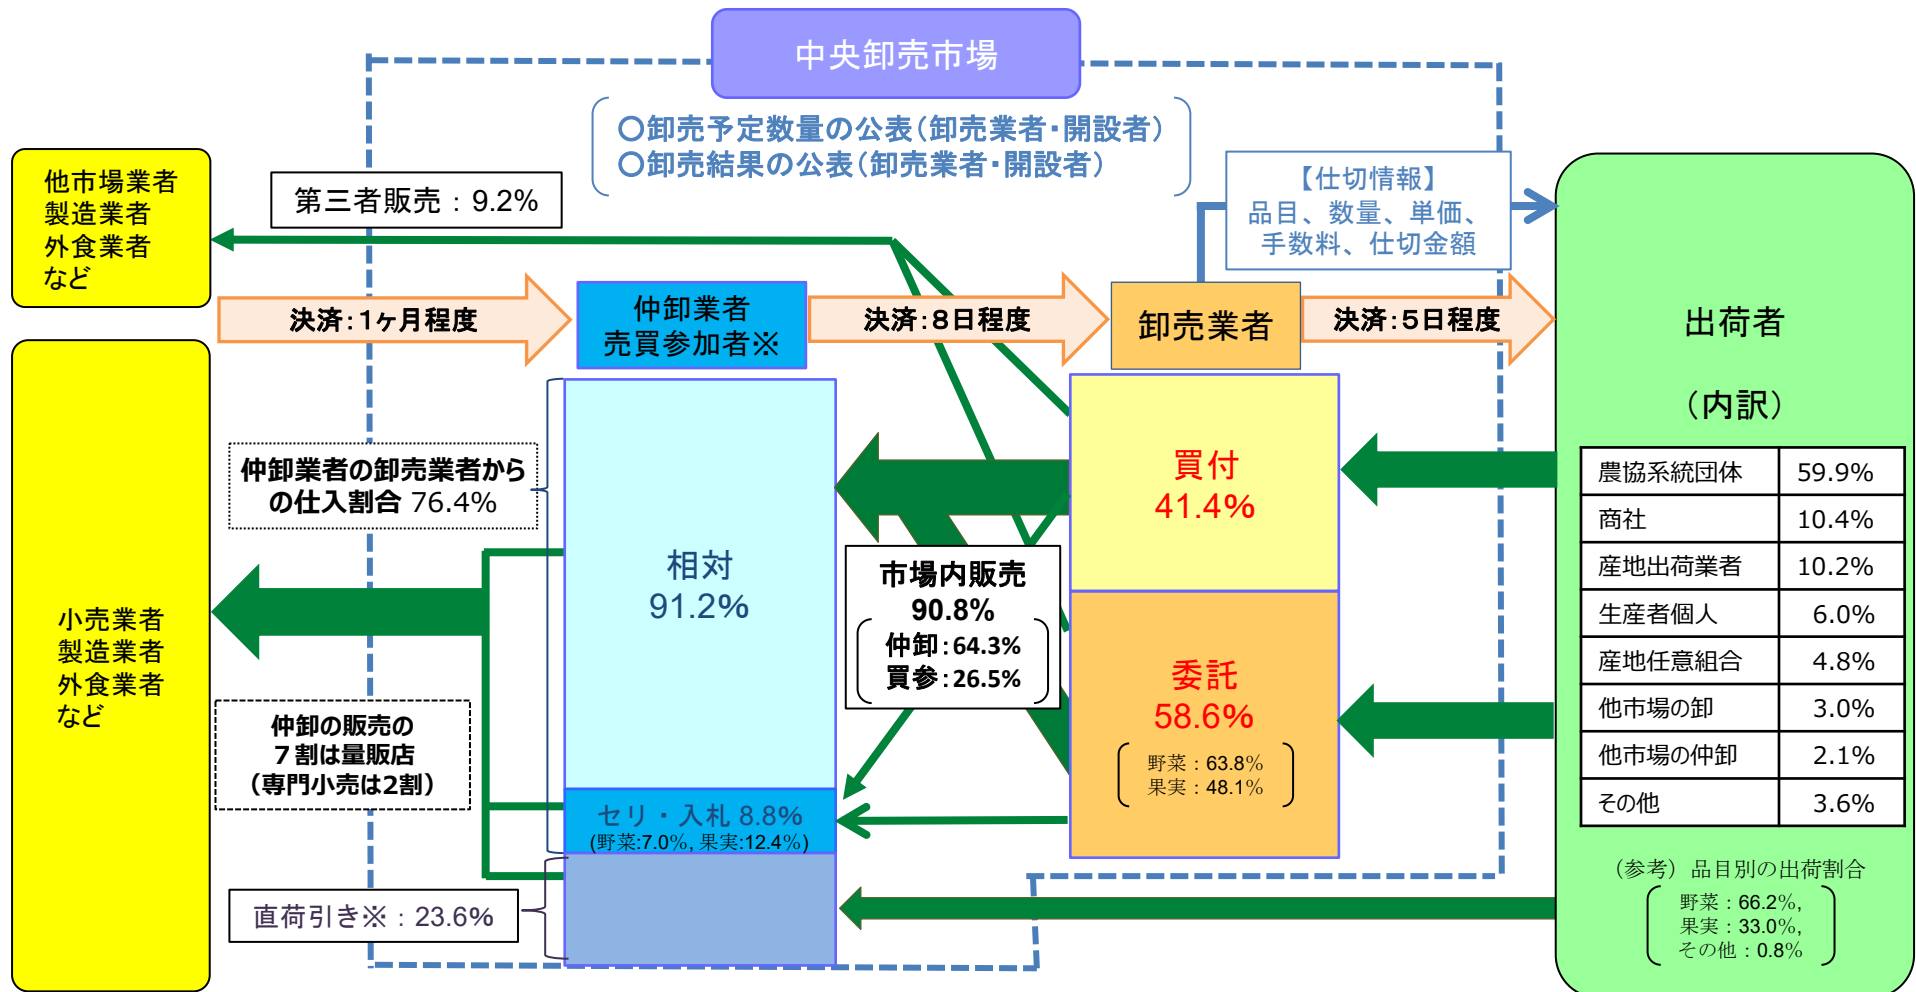 中央卸売市場
〇卸売予定数量の公表(卸売業者・開設者)
〇卸売結果の公表(卸売業者・開設者)
他市場業者
製造業者
外食業者
など
第三者販売：9.2%
【仕切情報】
品目、数量、単価、
手数料、仕切金額
決済：1ヶ月程度
仲卸業者
売買参加者※
決済：8日程度
卸売業者
決済：5日程度
出荷者
（内訳）
農協系統団体 59.9%
商社 10.4%
産地出荷業者 10.2%
生産者個人 6.0%
産地任意組合 4.8%
他市場の卸 3.0%
他市場の仲卸 2.1%
その他 3.6%
（参考）品目別の出荷割合
野菜：66.2%,
果実：33.0%,
その他：0.8%
仲卸業者の卸売業者から
の仕入割合 76.4%
相対
91.2%
買付
41.4%
市場内販売
90.8%
仲卸：64.3%
買参：26.5%
委託
58.6%
野菜：63.8%
果実：48.1%
小売業者
製造業者
外食業者
など
仲卸の販売の
７割は量販店
（専門小売は2割）
セリ・入札 8.8%
(野菜:7.0%, 果実:12.4%)
直荷引き※：23.6%